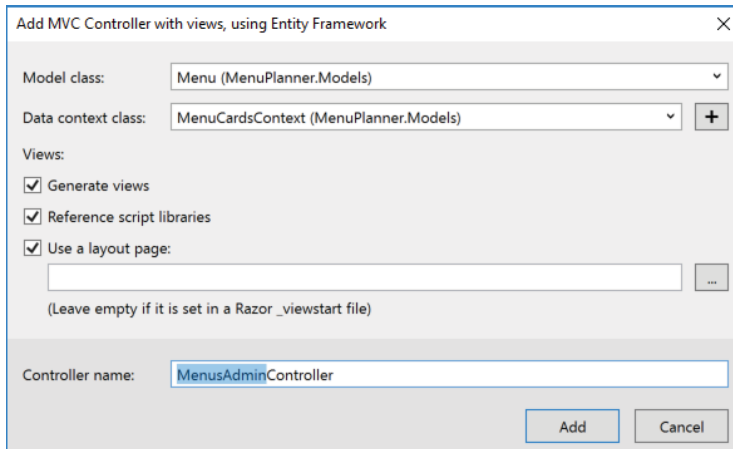 Add MVC Controller with views, using Entity Framework
Model class: Menu (MenuPlanner.Models)
Data context class: MenuCardsContext (MenuPlanner.Models) +
Views:
Generate views
Reference script libraries
Use a layout page:
...
(Leave empty if it is set in a Razor _viewstart file)
Controller name: MenusAdminController
Add Cancel